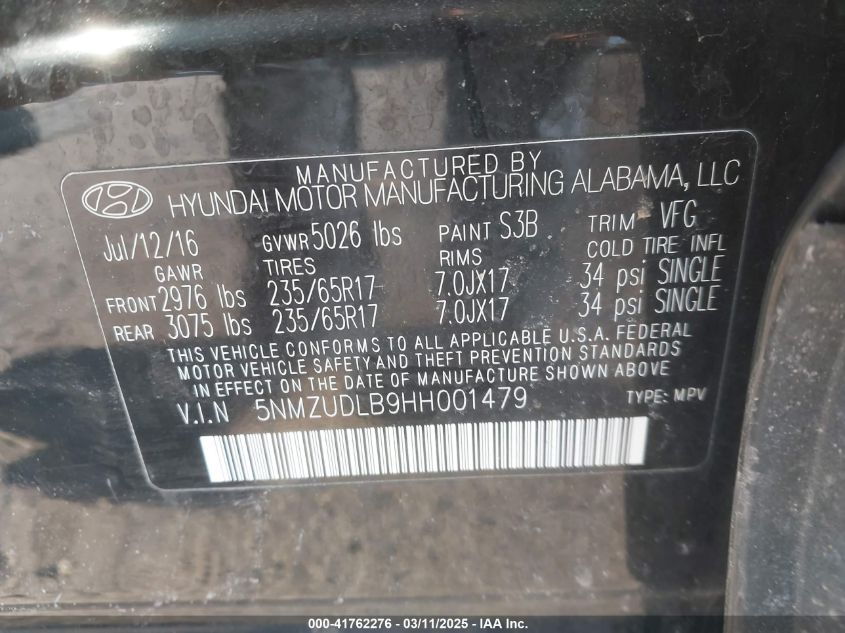 MANUFACTURED BY
HYUNDAI MOTOR MANUFACTURING ALABAMA, LLC
Jul/12/16 GVWR 5026 lbs PAINT S3B TRIM VFG
GAWR TIRES RIMS COLD TIRE INFL
FRONT 2976 lbs 235/65R17 7.0JX17 34 psi SINGLE
REAR 3075 lbs 235/65R17 7.0JX17 34 psi SINGLE
THIS VEHICLE CONFORMS TO ALL APPLICABLE U.S.A. FEDERAL
MOTOR VEHICLE SAFETY AND THEFT PREVENTION STANDARDS
IN EFFECT ON THE DATE OF MANUFACTURE SHOWN ABOVE.
V.I.N 5NMZUDLB9HH001479 TYPE: MPV
000-41762276 - 03/11/2025 - IAA Inc.